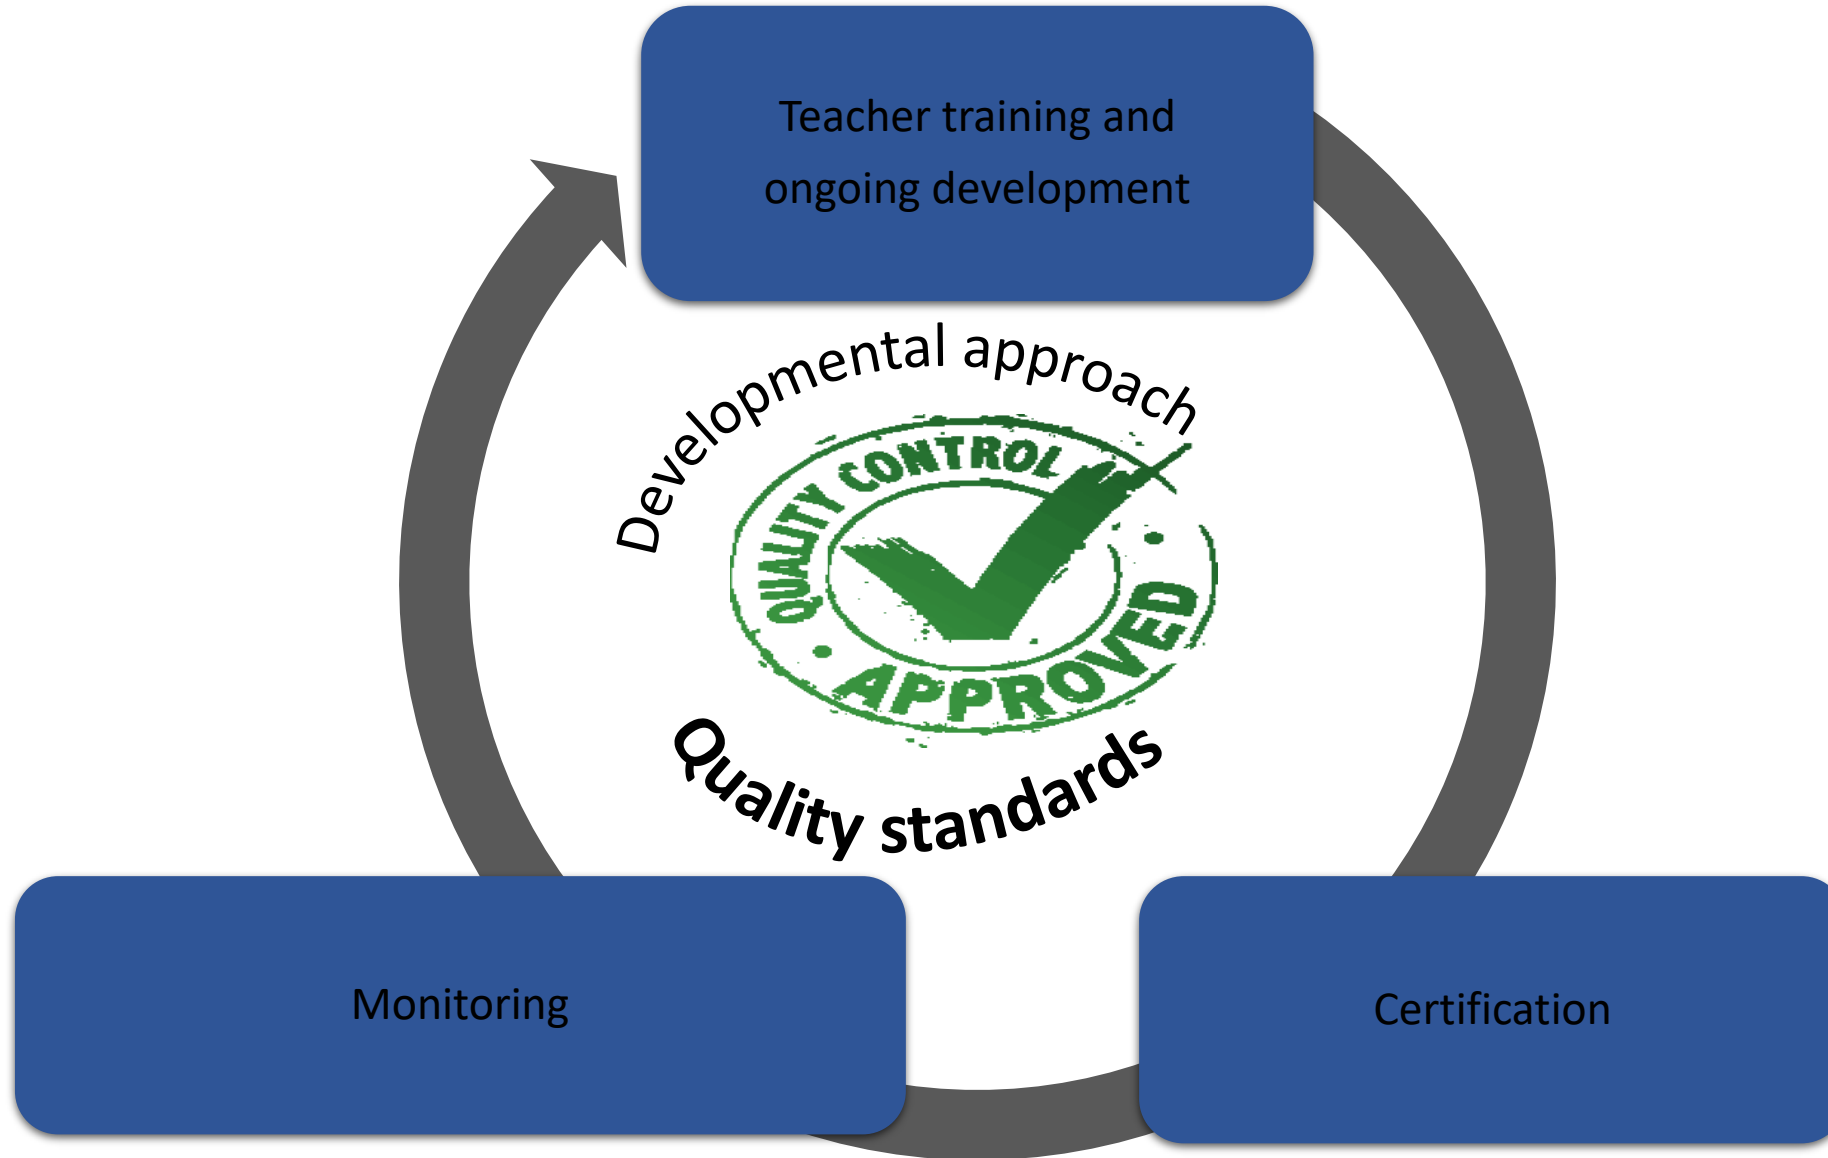 Teacher training and
ongoing development
Developmental approach
QUALITY CONTROL
APPROVED
Quality standards
Monitoring
Certification